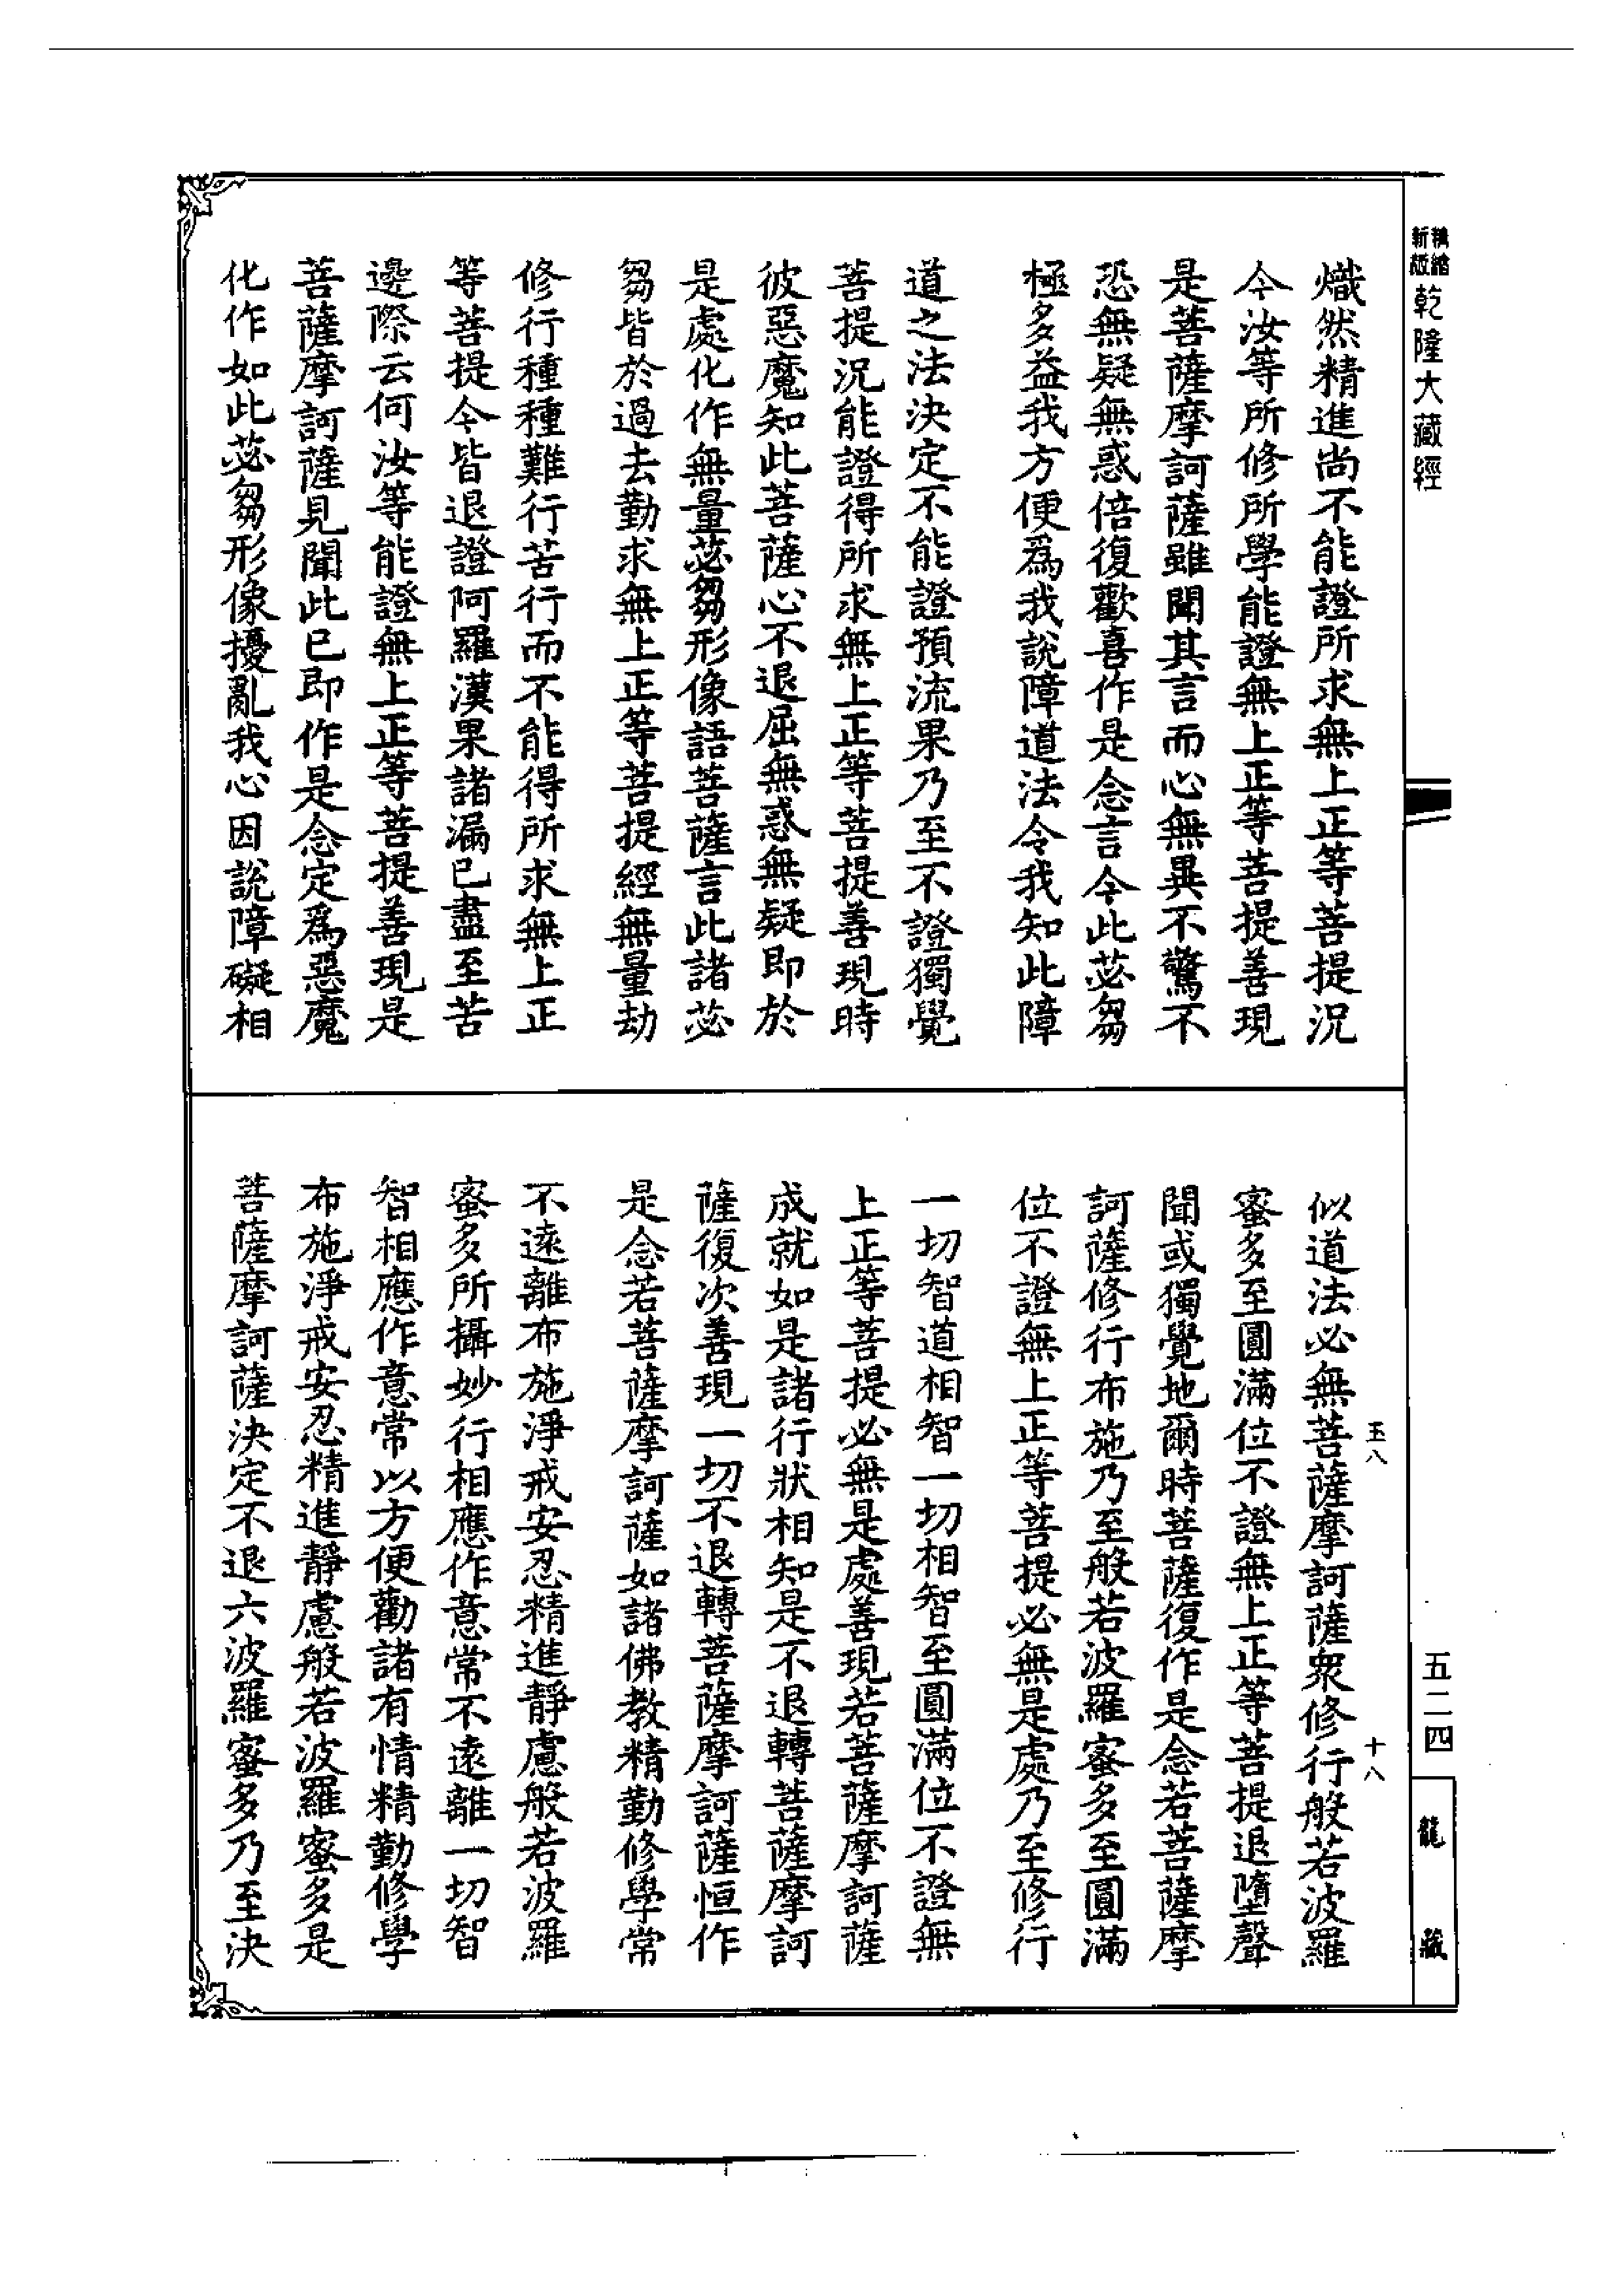 精縮新版乾隆大藏經
熾然精進尚不能證所求無上正等菩提況
今汝等所修所學能證無上正等菩提善現
是菩薩摩訶薩雖聞其言而心無異不驚不
恐無疑無惑倍復歡喜作是念言今此苾芻
極多益我方便爲我說障道法令我知此障
道之法決定不能證預流果乃至不證獨覺
菩提況能證得所求無上正等菩提善現時
彼惡魔知此菩薩心不退屈無惑無疑即於
是處化作無量苾芻形像語菩薩言此諸苾
芻皆於過去勤求無上正等菩提經無量劫
修行種種難行苦行而不能得所求無上正
等菩提今皆退證阿羅漢果諸漏已盡至苦
邊際云何汝等能證無上正等菩提善現是
菩薩摩訶薩見聞此已即作是念定爲惡魔
化作如此苾芻形像擾亂我心因說障礙相
似道法必無菩薩摩訶薩衆修行般若波羅
蜜多至圓滿位不證無上正等菩提退墮聲
聞或獨覺地爾時菩薩復作是念若菩薩摩
訶薩修行布施乃至般若波羅蜜多至圓滿
位不證無上正等菩提必無是處乃至修行
一切智道相智一切相智至圓滿位不證無
上正等菩提必無是處善現若菩薩摩訶薩
成就如是諸行狀相知是不退轉菩薩摩訶
薩復次善現一切不退轉菩薩摩訶薩恒作
是念若菩薩摩訶薩如諸佛教精勤修學常
不遠離布施淨戒安忍精進靜慮般若波羅
蜜多所攝妙行相應作意常不遠離一切智
智相應作意常以方便勸諸有情精勤修學
布施淨戒安忍精進靜慮般若波羅蜜多是
菩薩摩訶薩決定不退六波羅蜜多乃至決
玉八
十八
五二四
龍藏